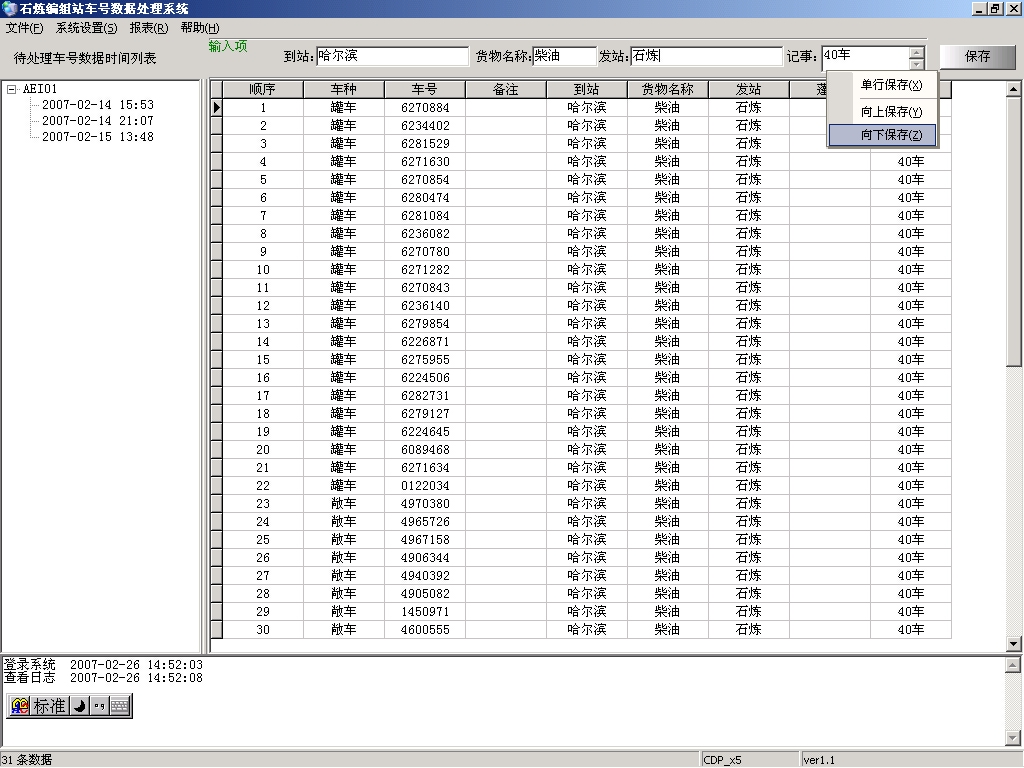 石炼编组站车号数据处理系统
文件(F) 系统设置(S) 报表(R) 帮助(H)
输入项
待处理车号数据时间列表 到站: 哈尔滨 货物名称: 柴油 发站: 石炼 记事: 40车 保存
单行保存(X)
向上保存(Y)
向下保存(Z)
AEI01
2007-02-14 15:53
2007-02-14 21:07
2007-02-15 13:48
顺序 车种 车号 备注 到站 货物名称 发站
1 罐车 6270884 哈尔滨 柴油 石炼
2 罐车 6234402 哈尔滨 柴油 石炼
3 罐车 6281529 哈尔滨 柴油 石炼
4 罐车 6271630 哈尔滨 柴油 石炼 40车
5 罐车 6270854 哈尔滨 柴油 石炼 40车
6 罐车 6280474 哈尔滨 柴油 石炼 40车
7 罐车 6281084 哈尔滨 柴油 石炼 40车
8 罐车 6236082 哈尔滨 柴油 石炼 40车
9 罐车 6270780 哈尔滨 柴油 石炼 40车
10 罐车 6271282 哈尔滨 柴油 石炼 40车
11 罐车 6270843 哈尔滨 柴油 石炼 40车
12 罐车 6236140 哈尔滨 柴油 石炼 40车
13 罐车 6279854 哈尔滨 柴油 石炼 40车
14 罐车 6226871 哈尔滨 柴油 石炼 40车
15 罐车 6275955 哈尔滨 柴油 石炼 40车
16 罐车 6224506 哈尔滨 柴油 石炼 40车
17 罐车 6282731 哈尔滨 柴油 石炼 40车
18 罐车 6279127 哈尔滨 柴油 石炼 40车
19 罐车 6224645 哈尔滨 柴油 石炼 40车
20 罐车 6089468 哈尔滨 柴油 石炼 40车
21 罐车 6271634 哈尔滨 柴油 石炼 40车
22 罐车 0122034 哈尔滨 柴油 石炼 40车
23 敞车 4970380 哈尔滨 柴油 石炼 40车
24 敞车 4965726 哈尔滨 柴油 石炼 40车
25 敞车 4967158 哈尔滨 柴油 石炼 40车
26 敞车 4906344 哈尔滨 柴油 石炼 40车
27 敞车 4940392 哈尔滨 柴油 石炼 40车
28 敞车 4905082 哈尔滨 柴油 石炼 40车
29 敞车 1450971 哈尔滨 柴油 石炼 40车
30 敞车 4600555 哈尔滨 柴油 石炼 40车
登录系统 2007-02-26 14:52:03
查看日志 2007-02-26 14:52:08
标准
31 条数据 CDP_x5 ver1.1